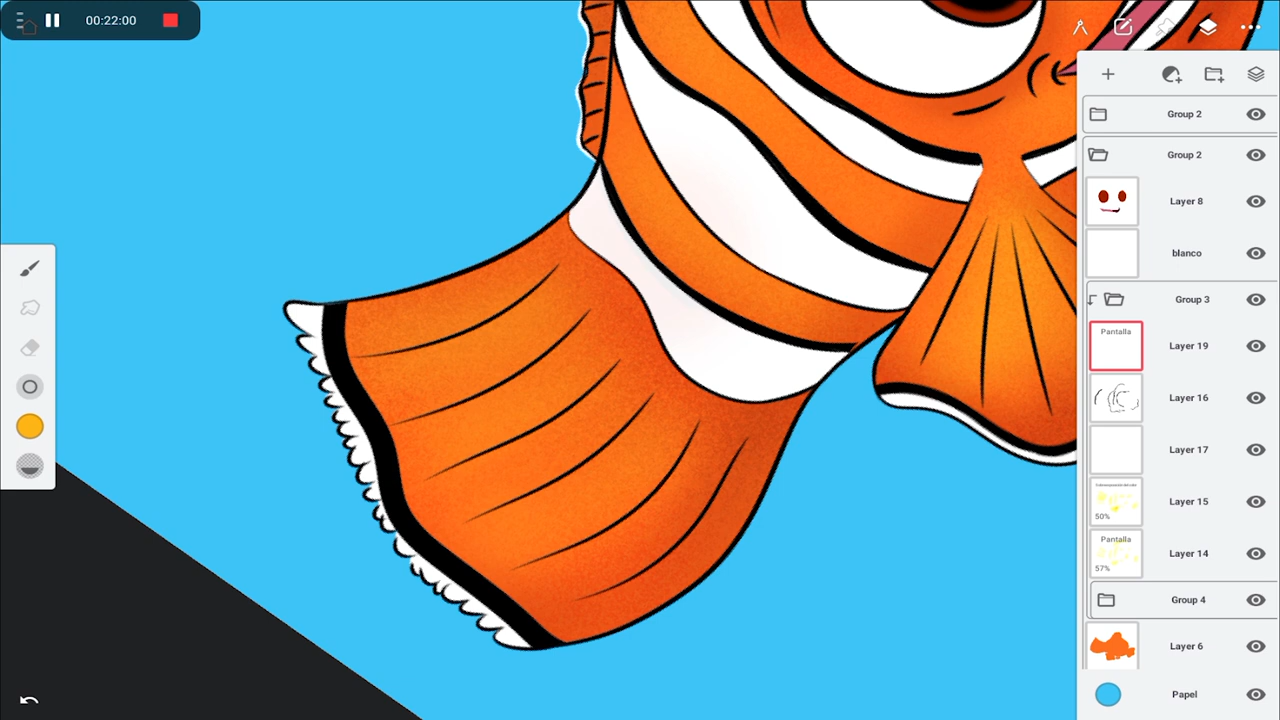 00:22:00
Group 2
Group 2
Layer 8
blanco
Group 3
Pantalla
Layer 19
Layer 16
Layer 17
Layer 15
50%
Pantalla
57%
Layer 14
Group 4
Layer 6
Papel